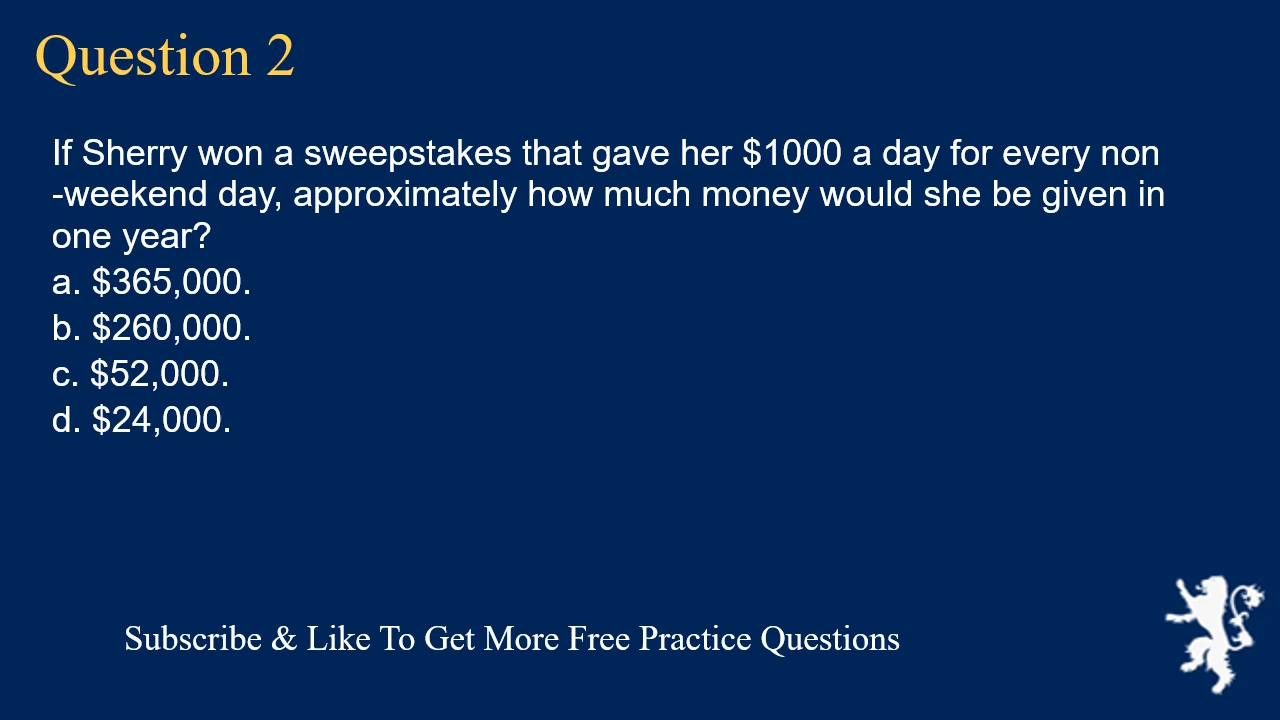 Question 2
If Sherry won a sweepstakes that gave her $1000 a day for every non
-weekend day, approximately how much money would she be given in
one year?
a. $365,000.
b. $260,000.
c. $52,000.
d. $24,000.
Subscribe & Like To Get More Free Practice Questions